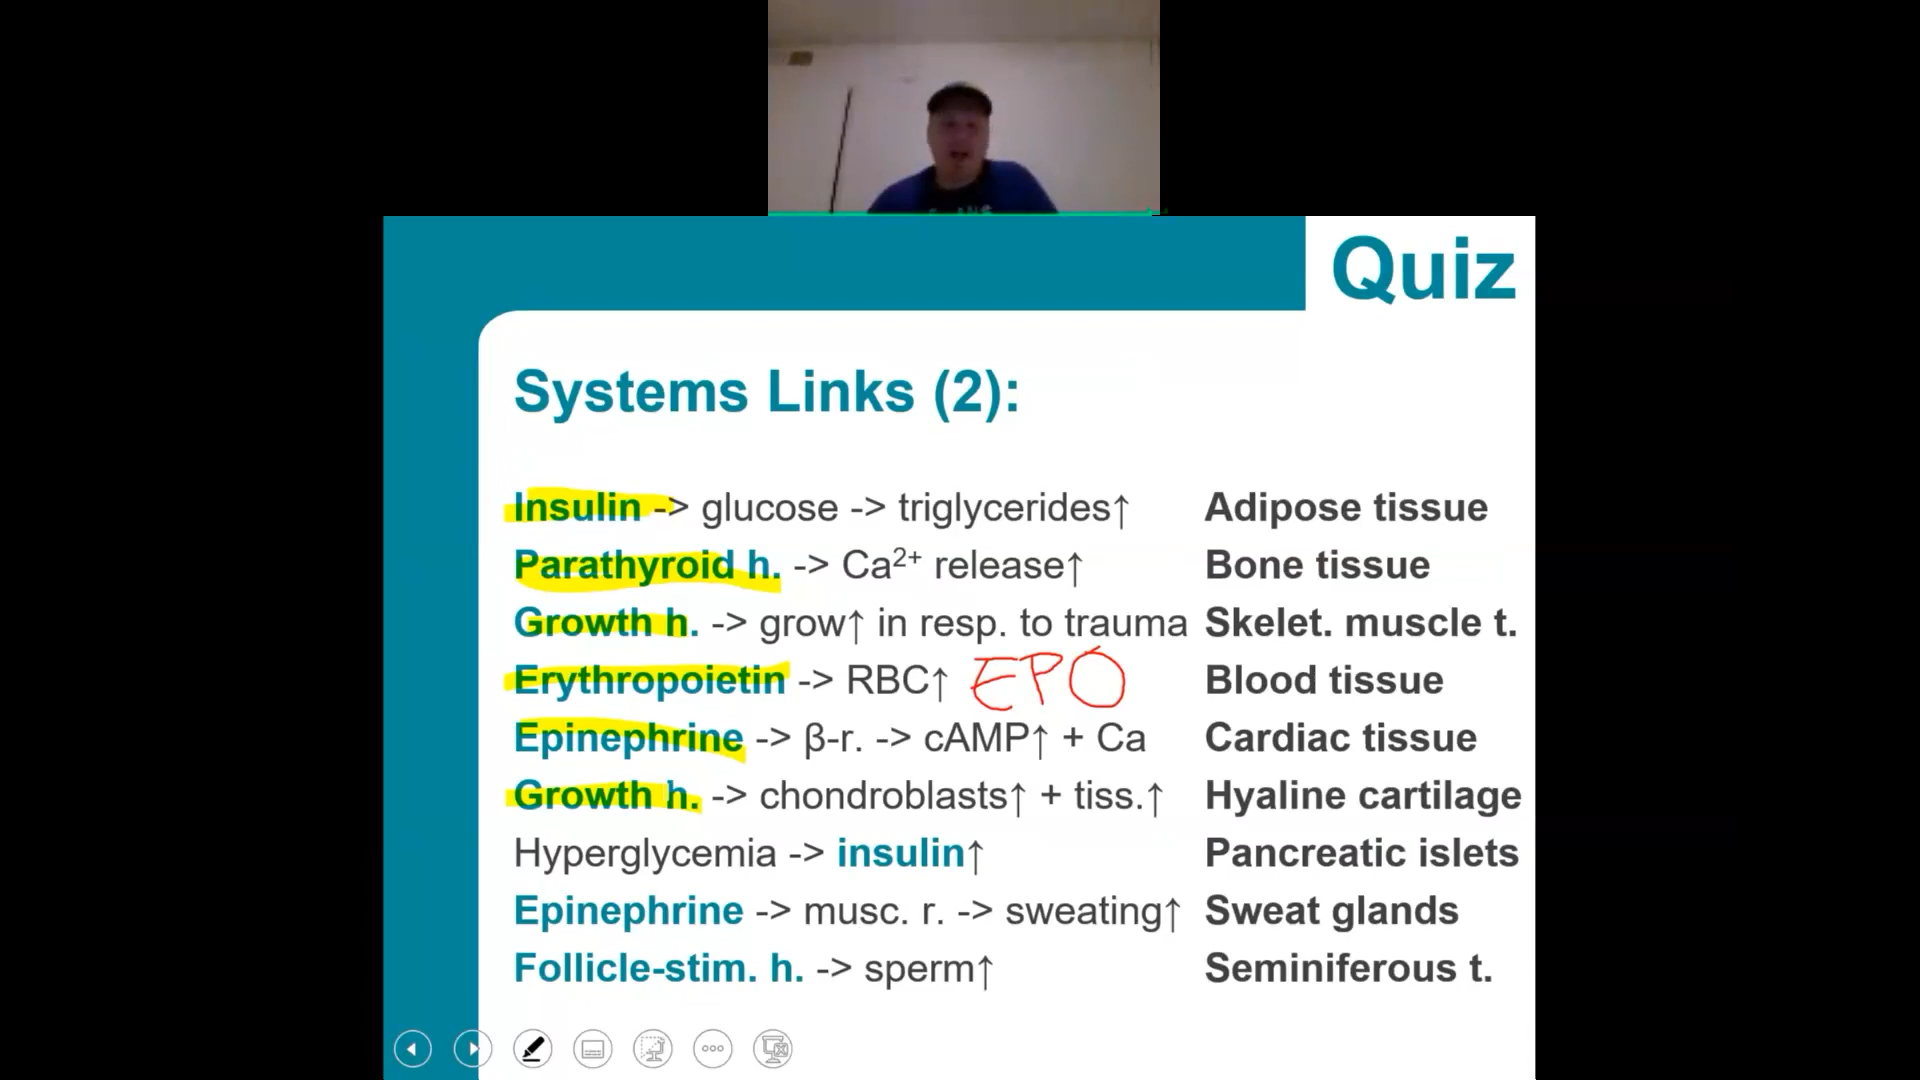 Quiz
Systems Links (2):
Insulin -> glucose -> triglycerides↑ Adipose tissue
Parathyroid h. -> Ca²⁺ release↑ Bone tissue
Growth h. -> grow↑ in resp. to trauma Skelet. muscle t.
Erythropoietin -> RBC↑ EPO Blood tissue
Epinephrine -> β-r. -> cAMP↑ + Ca Cardiac tissue
Growth h. -> chondroblasts↑ + tiss.↑ Hyaline cartilage
Hyperglycemia -> insulin↑ Pancreatic islets
Epinephrine -> musc. r. -> sweating↑ Sweat glands
Follicle-stim. h. -> sperm↑ Seminiferous t.